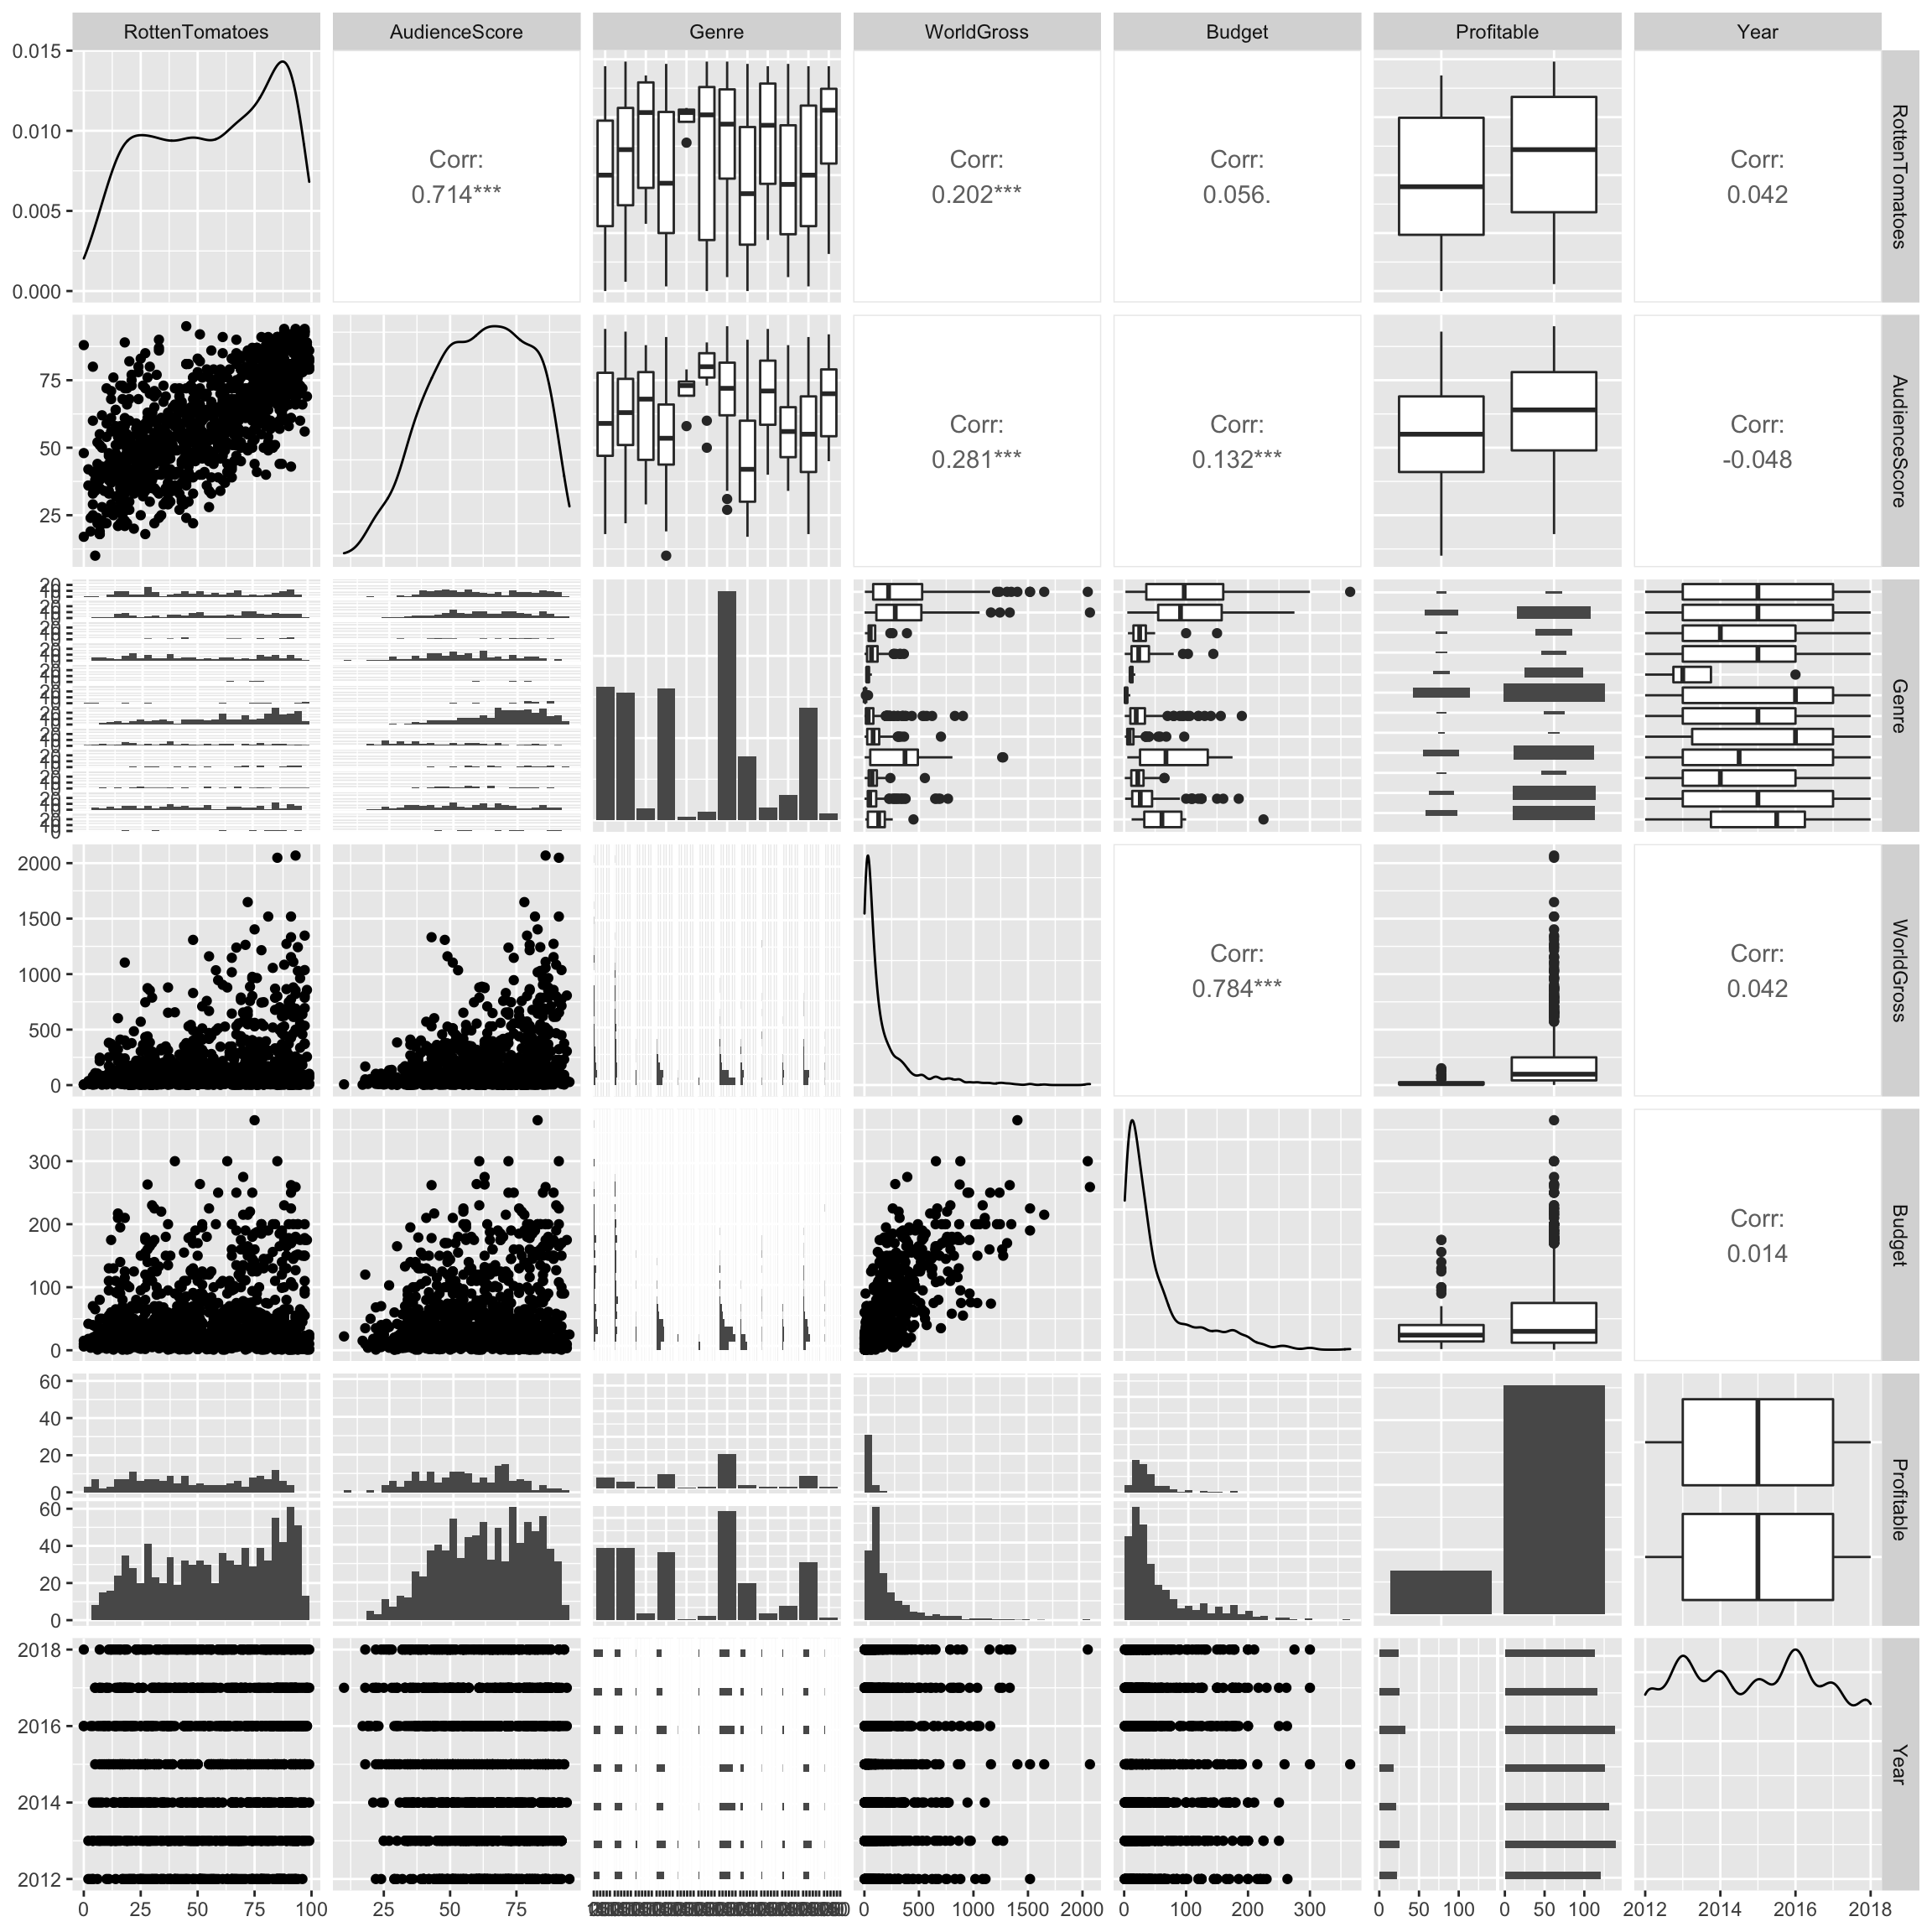 RottenTomatoes AudienceScore Genre WorldGross Budget Profitable Year
0.015
0.010
0.005
0.000
Corr:
0.714***
Corr:
0.202***
Corr:
0.056.
Corr:
0.042
RottenTomatoes
75
50
25
Corr:
0.281***
Corr:
0.132***
Corr:
-0.048
AudienceScore
Genre
2000
1500
1000
500
0
Corr:
0.784***
Corr:
0.042
WorldGross
300
200
100
0
Corr:
0.014
Budget
60
40
20
0
60
40
20
0
Profitable
2018
2016
2014
2012
Year
0 25 50 75 100
25 50 75
0 500 1000 1500 2000
0 100 200 300
0 50 100 0 50 100
2012 2014 2016 2018